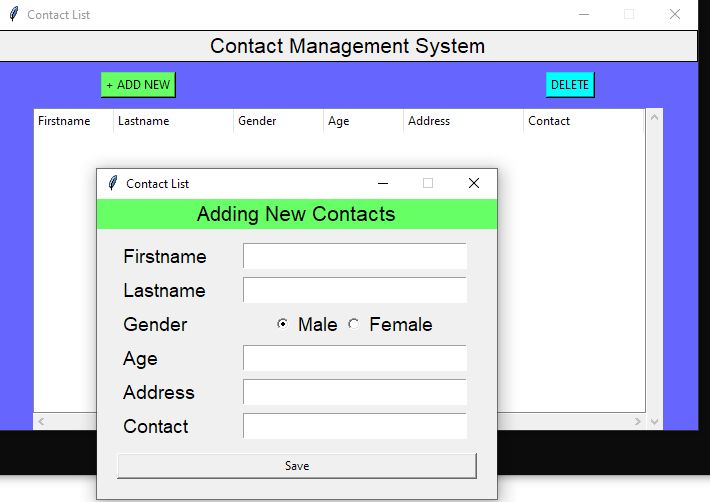 Contact List
Contact Management System
+ ADD NEW DELETE
Firstname Lastname Gender Age Address Contact
Contact List
Adding New Contacts
Firstname
Lastname
Gender Male Female
Age
Address
Contact
Save